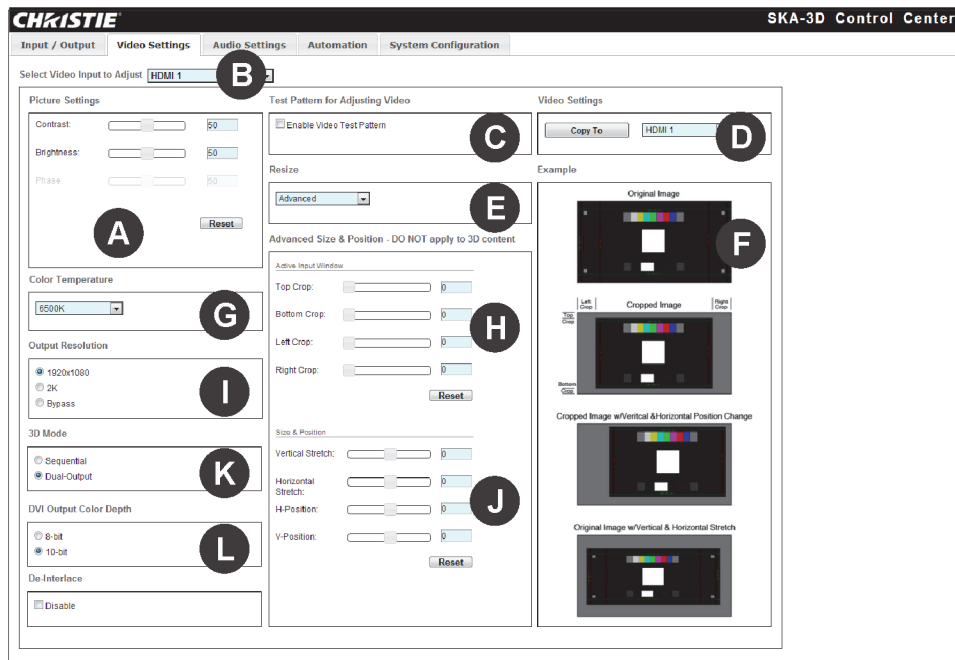 CHRISTIE
SKA-3D Control Center
Input / Output
Video Settings
Audio Settings
Automation
System Configuration
Select Video Input to Adjust HDMI 1
B
Picture Settings
Contrast: 50
Brightness: 50
Phase: 50
Reset
A
Color Temperature
6500K
G
Output Resolution
1920x1080
2K
Bypass
I
3D Mode
Sequential
Dual-Output
K
DVI Output Color Depth
8-bit
10-bit
L
De-Interlace
Disable
Test Pattern for Adjusting Video
Enable Video Test Pattern
C
Resize
Advanced
E
Advanced Size & Position - DO NOT apply to 3D content
Active Input Window
Top Crop: 0
Bottom Crop: 0
Left Crop: 0
Right Crop: 0
H
Reset
Size & Position
Vertical Stretch: 0
Horizontal
Stretch: 0
H-Position: 0
V-Position: 0
J
Reset
Video Settings
Copy To
HDMI 1
D
Example
Original Image
F
Left
Crop
Cropped Image
Right
Crop
Top
Crop
Bottom
Crop
Cropped Image w/Veritcal &Horizontal Position Change
Original Image w/Vertical & Horizontal Stretch